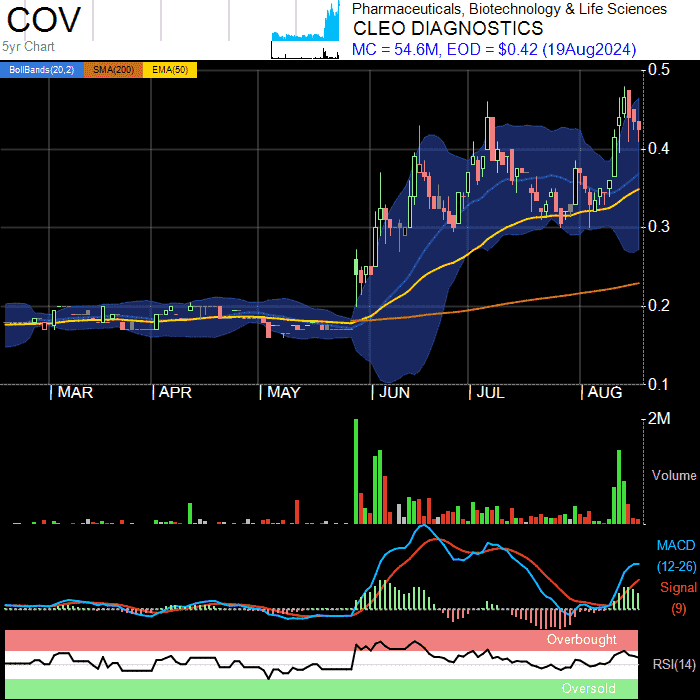 COV
5yr Chart
Pharmaceuticals, Biotechnology & Life Sciences
CLEO DIAGNOSTICS
MC = 54.6M, EOD = $0.42 (19Aug2024)
BollBands(20,2) SMA(200) EMA(50)
0.5
0.4
0.3
0.2
0.1
MAR APR MAY JUN JUL AUG
2M
Volume
MACD
(12-26)
Signal
(9)
Overbought
RSI(14)
Oversold